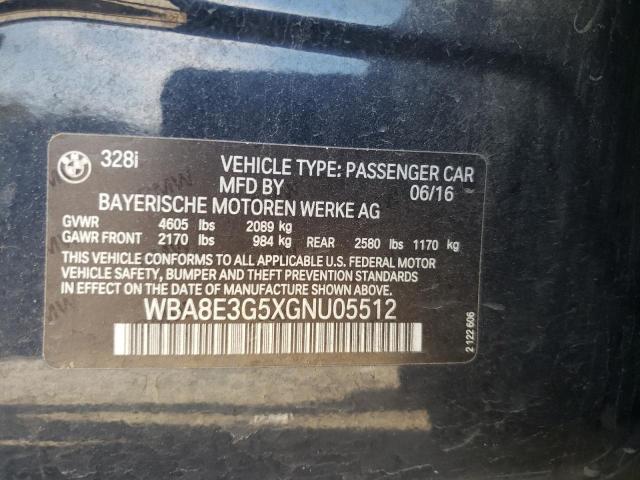 BMW 328i VEHICLE TYPE: PASSENGER CAR
MFD BY 06/16
BAYERISCHE MOTOREN WERKE AG
GVWR 4605 lbs 2089 kg
GAWR FRONT 2170 lbs 984 kg REAR 2580 lbs 1170 kg
THIS VEHICLE CONFORMS TO ALL APPLICABLE U.S. FEDERAL MOTOR
VEHICLE SAFETY, BUMPER AND THEFT PREVENTION STANDARDS
IN EFFECT ON THE DATE OF MANUFACTURE SHOWN ABOVE.
WBA8E3G5XGNU05512
2 122 606